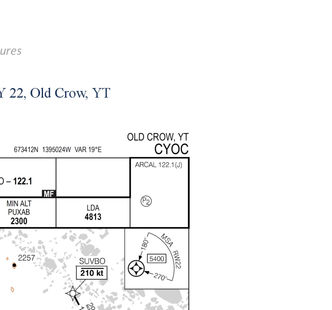 ures
Y 22, Old Crow, YT
OLD CROW, YT
673412N 1395024W VAR 19°E CYOC
ARCAL 122.1(J)
O – 122.1
MF
MIN ALT
PUXAB
2300
LDA
4813
P2
2257
SUVBO
210 kt
180°
MSA RW22
5400
270°